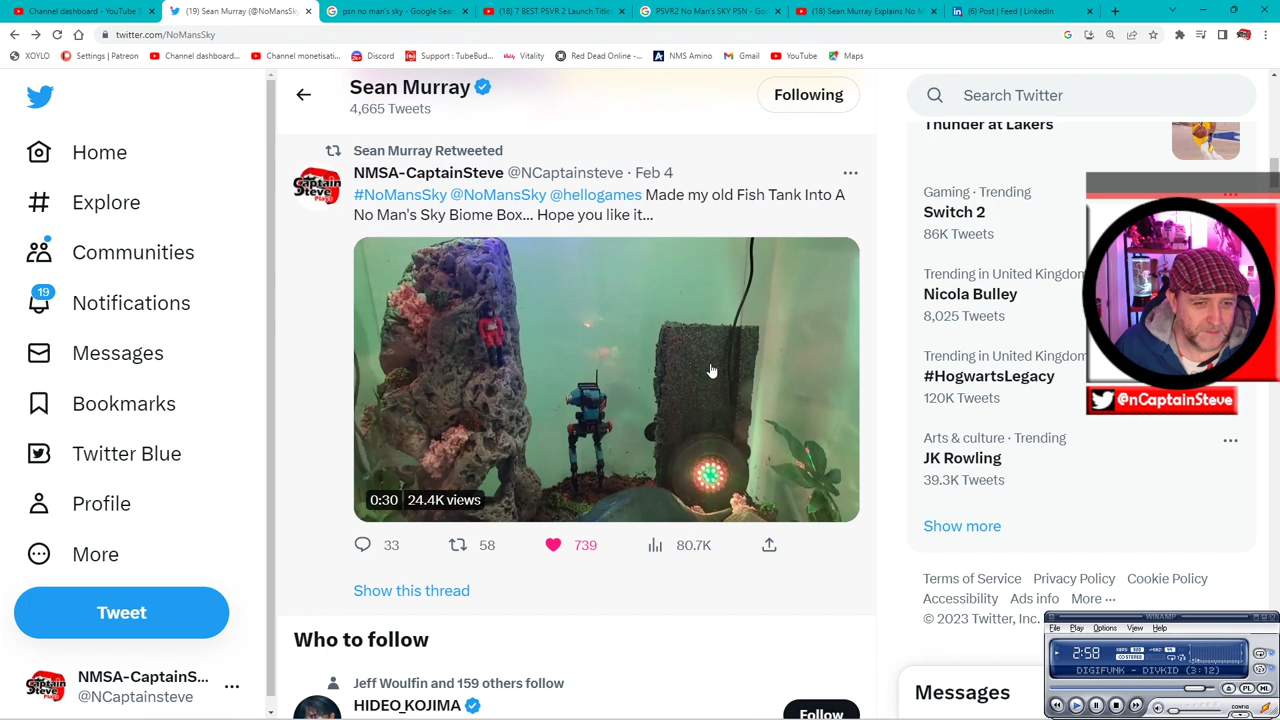 Channel dashboard - YouTube S
(19) Sean Murray (@NoMansSky
psn no man's sky - Google Sear
(18) 7 BEST PSVR 2 Launch Title
PSVR2 No Man's SKY PSN - Go
(18) Sean Murray Explains No M
(6) Post | Feed | LinkedIn
twitter.com/NoMansSky
XOYLO
Settings | Patreon
Channel dashboard...
Channel monetisati...
Discord
Support : TubeBud...
Vitality
Red Dead Online -...
NMS Amino
Gmail
YouTube
Maps
Home
Explore
Communities
19
Notifications
Messages
Bookmarks
Twitter Blue
Profile
More
Tweet
NMSA-CaptainS...
@NCaptainsteve
Sean Murray
4,665 Tweets
Following
Sean Murray Retweeted
NMSA-CaptainSteve @NCaptainsteve · Feb 4
#NoMansSky @NoMansSky @hellogames Made my old Fish Tank Into A
No Man's Sky Biome Box... Hope you like it...
0:30 24.4K views
33
58
739
80.7K
Show this thread
Who to follow
Jeff Woulfin and 159 others follow
HIDEO_KOJIMA
Follow
Search Twitter
Thunder at Lakers
Gaming · Trending
Switch 2
86K Tweets
Trending in United Kingdom
Nicola Bulley
8,025 Tweets
Trending in United Kingdom
#HogwartsLegacy
120K Tweets
Arts & culture · Trending
JK Rowling
39.3K Tweets
Show more
Terms of Service Privacy Policy Cookie Policy
Accessibility Ads info More ···
© 2023 Twitter, Inc.
@nCaptainSteve
WINAMP
File Play Options View Help
2:58
DIGIFUNK - DIVKID (3:12)
PL
ML
CONFIG
Messages